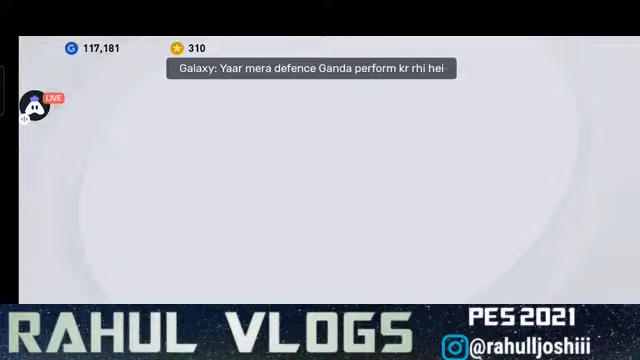 117,181
310
Galaxy: Yaar mera defence Ganda perform kr rhi hei
LIVE
RAHUL VLOGS
PES 2021
@rahulljoshiii